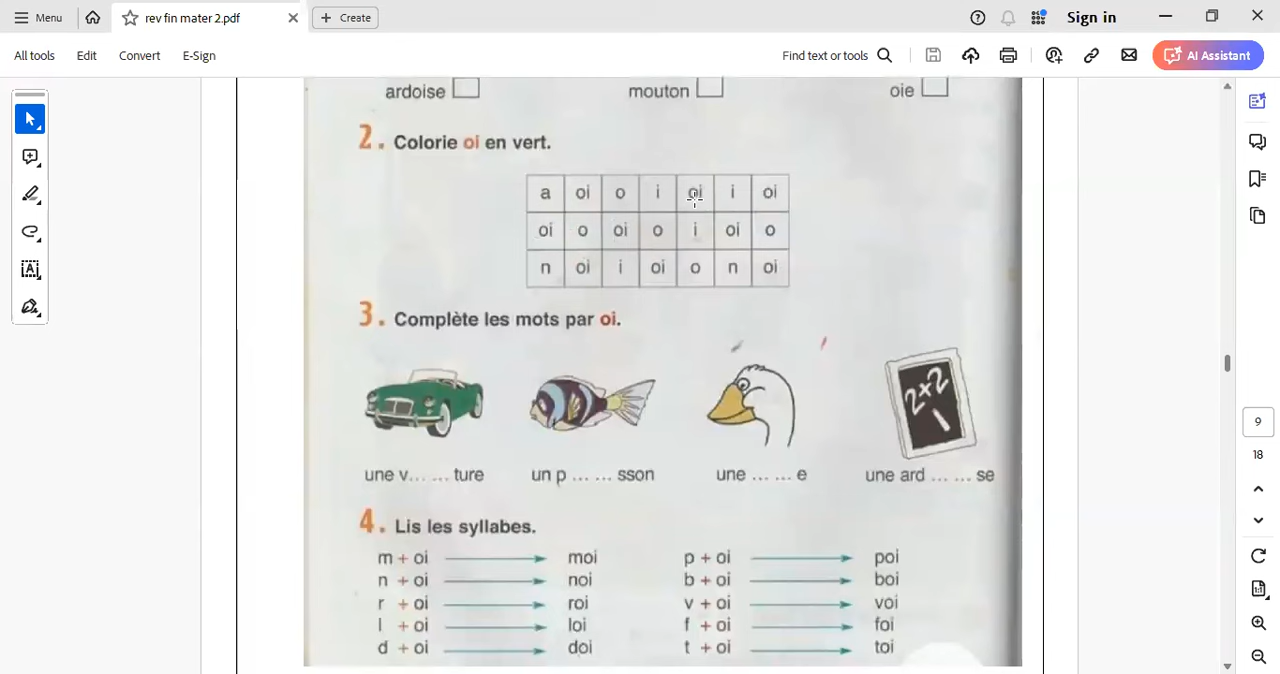 Menu rev fin mater 2.pdf Create Sign in
All tools Edit Convert E-Sign Find text or tools AI Assistant
ardoise mouton oie
2. Colorie oi en vert.
a oi o i oi i oi
oi o oi o i oi o
n oi i oi o n oi
3. Complète les mots par oi.
2x2
une v... ... ture un p ... ... sson une ... ... e une ard ... ... se
4. Lis les syllabes.
m + oi moi p + oi poi
n + oi noi b + oi boi
r + oi roi v + oi voi
l + oi loi f + oi foi
d + oi doi t + oi toi
9
18